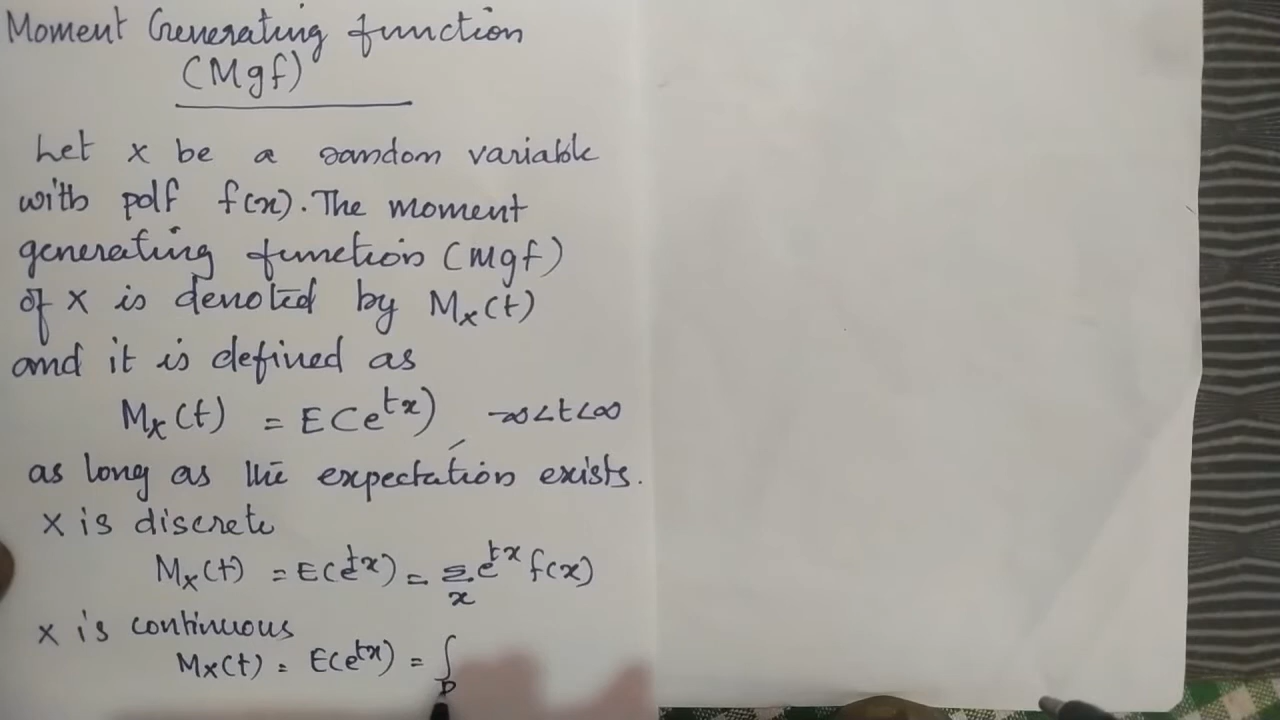 Moment Generating function
(Mgf)
Let x be a random variable
with pdf f(x). The moment
generating function (mgf)
of x is denoted by Mx(t)
and it is defined as
Mx(t) = E(e^tx) -∞<t<∞
as long as the expectation exists.
x is discrete
Mx(t) = E(e^tx) = Σx e^tx f(x)
x is continuous
Mx(t) = E(e^tx) = ∫